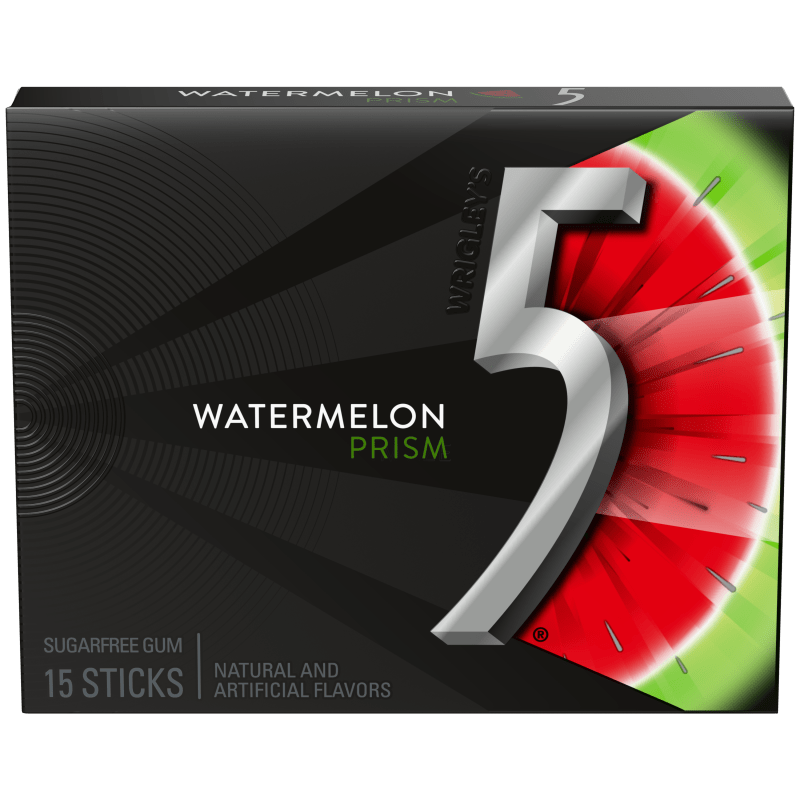 WATERMELON
PRISM
5
WRIGLEY'S
5
WATERMELON
PRISM
®
SUGARFREE GUM
15 STICKS
NATURAL AND
ARTIFICIAL FLAVORS